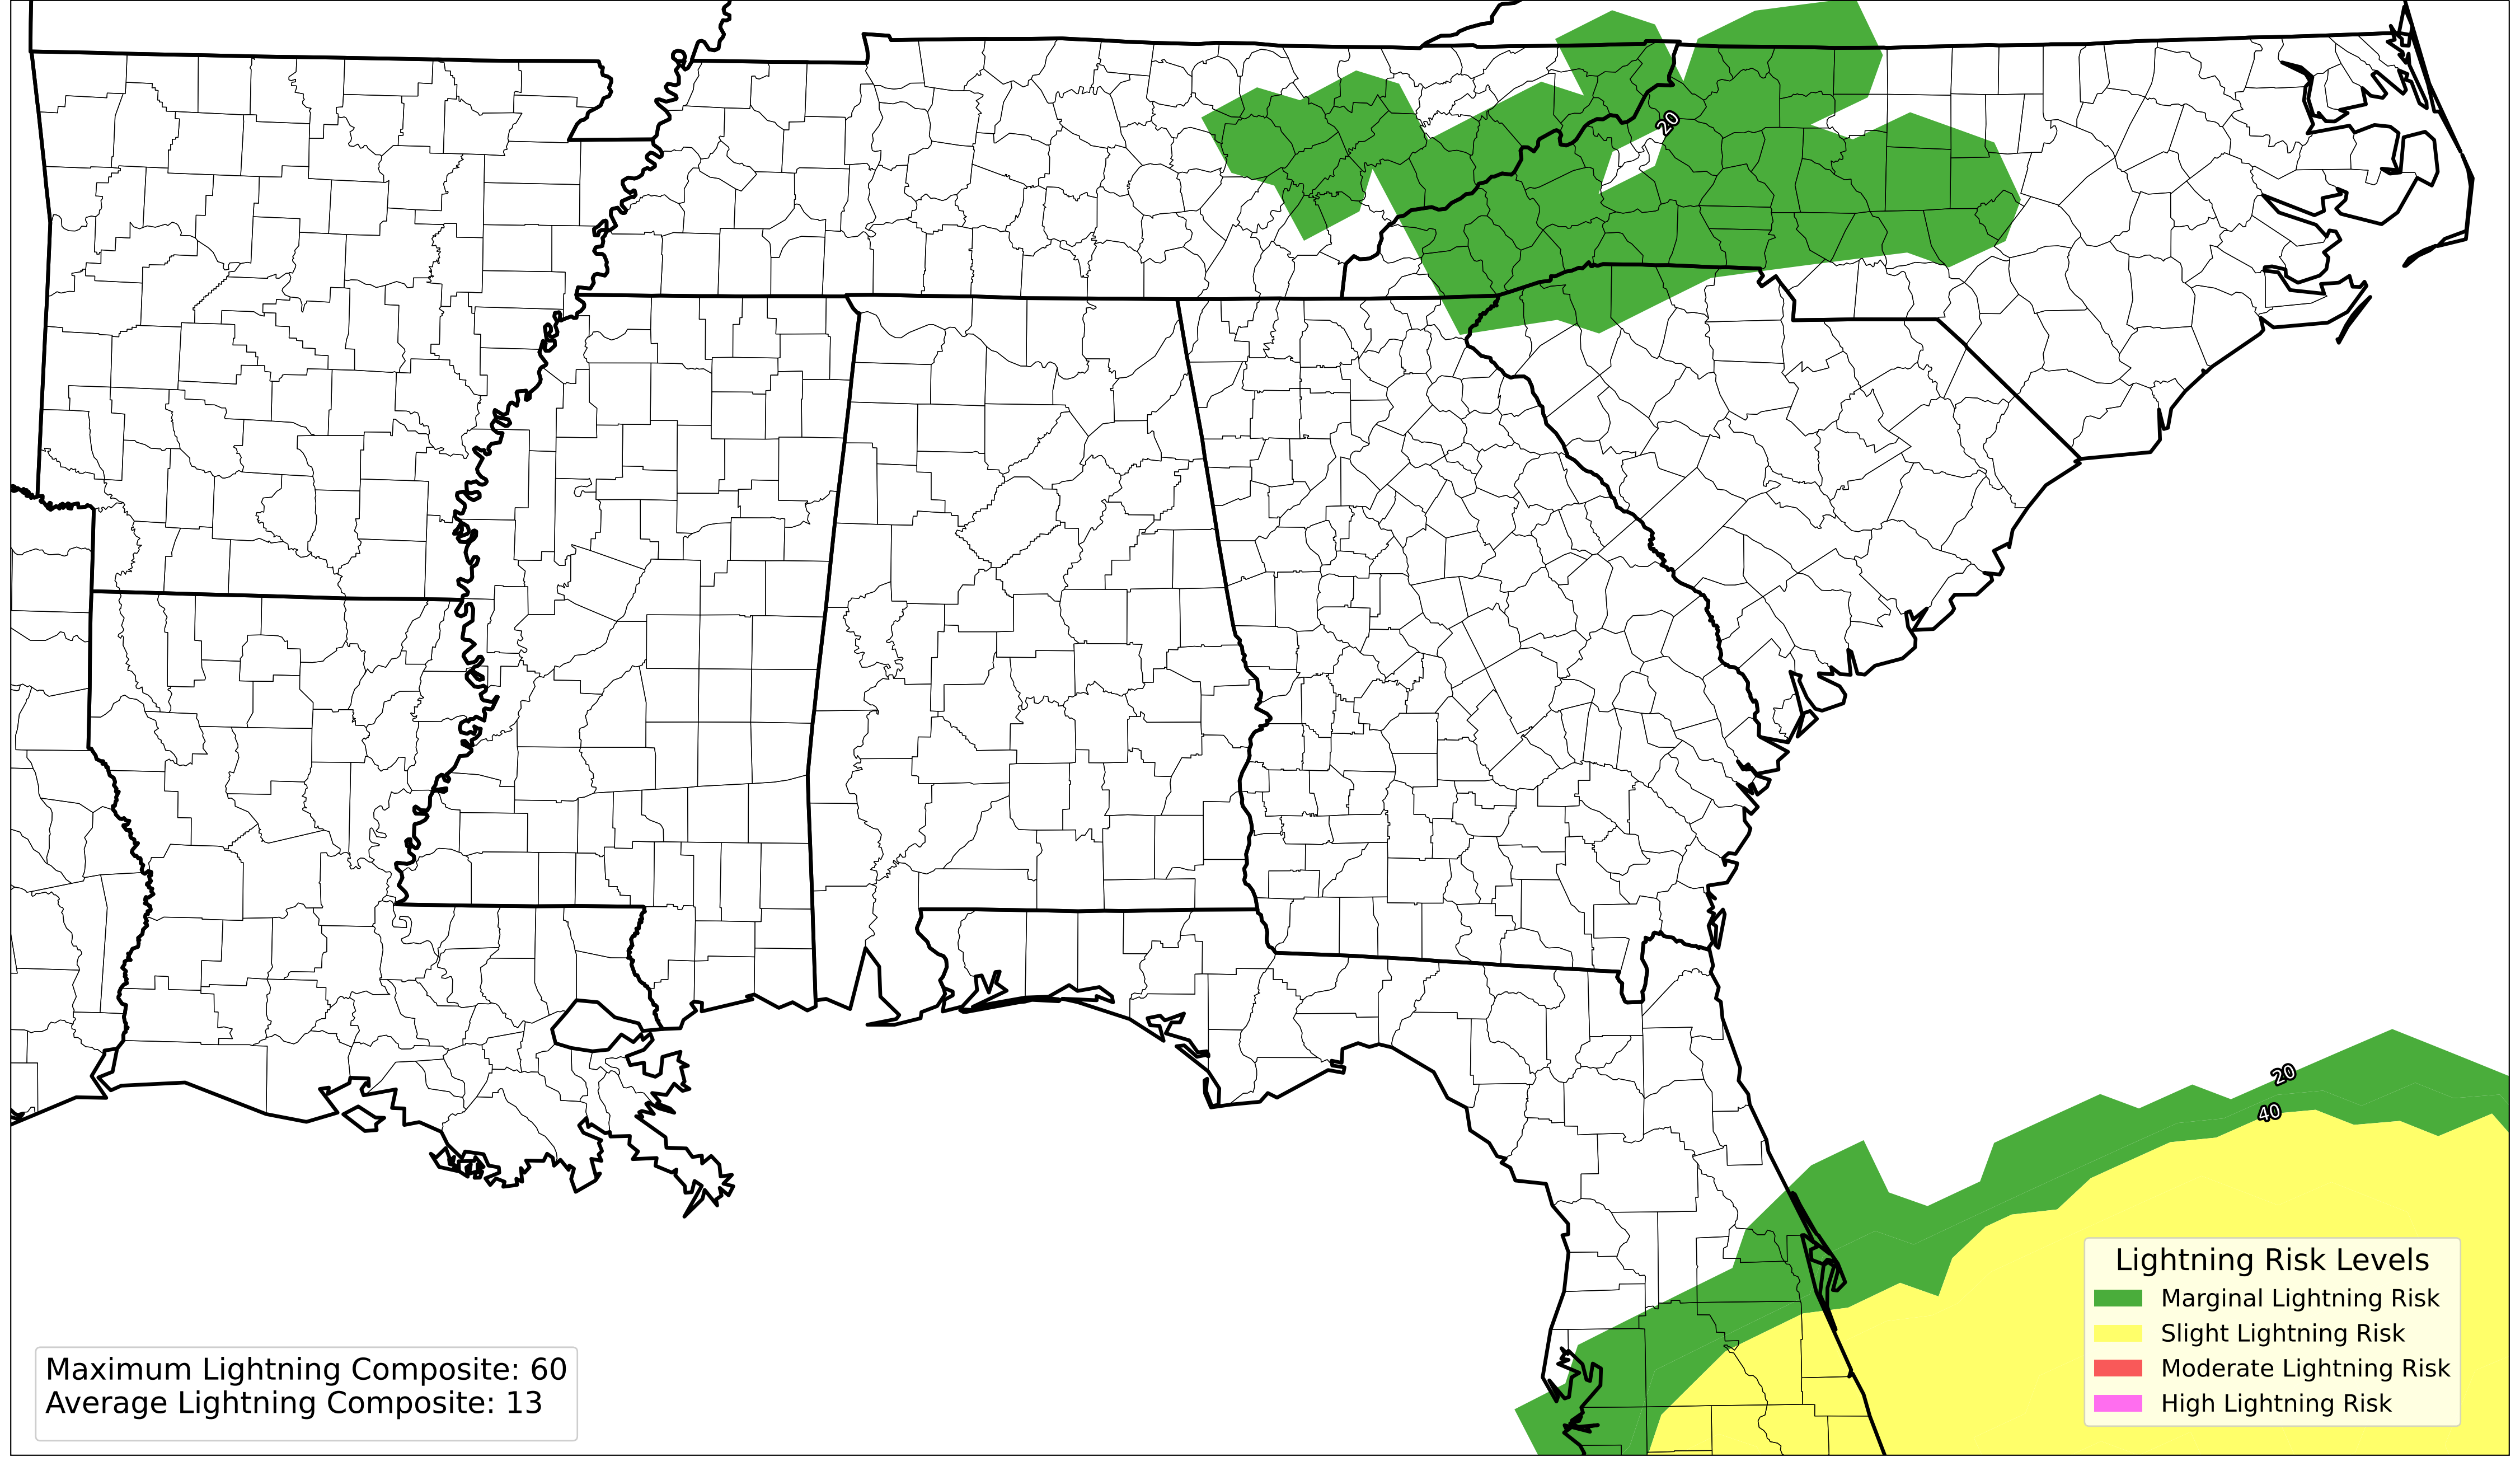 20
20
40
Lightning Risk Levels
Marginal Lightning Risk
Slight Lightning Risk
Moderate Lightning Risk
High Lightning Risk
Maximum Lightning Composite: 60
Average Lightning Composite: 13